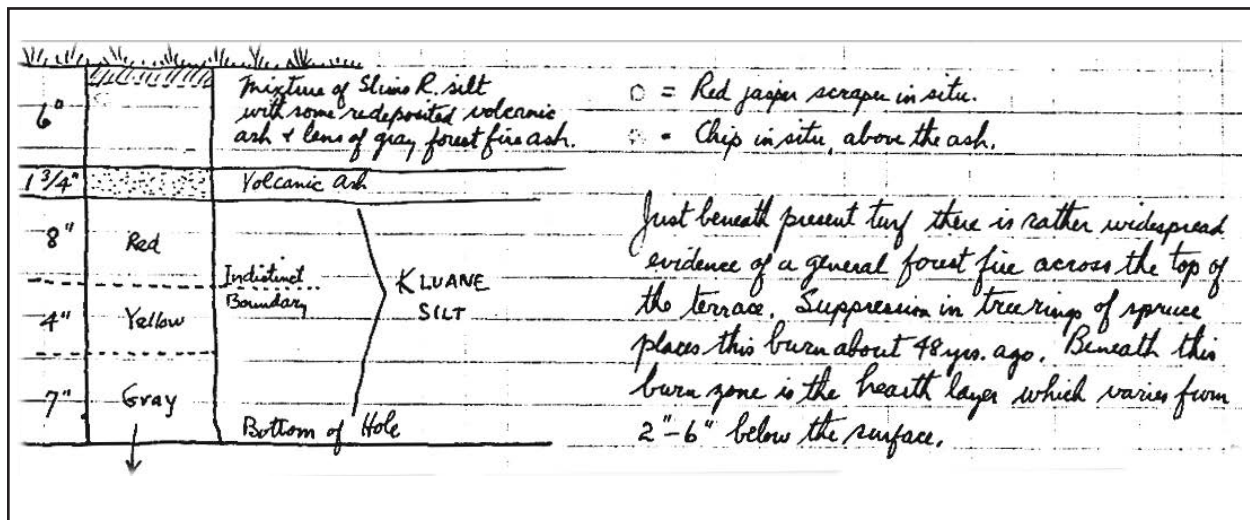 6"
Mixture of Slims R. silt
with some redeposited volcanic
ash & lens of gray forest fire ash.
1 3/4"
Volcanic Ash
8"
Red
Indistinct
Boundary
4"
Yellow
KLUANE
SILT
7"
Gray
Bottom of Hole
= Red jasper scraper in situ.
= Chip in situ, above the ash.
Just beneath present turf there is rather widespread
evidence of a general forest fire across the top of
the terrace. Suppression in tree rings of spruce
places this burn about 48 yrs. ago. Beneath this
burn zone is the hearth layer which varies from
2"-6" below the surface.